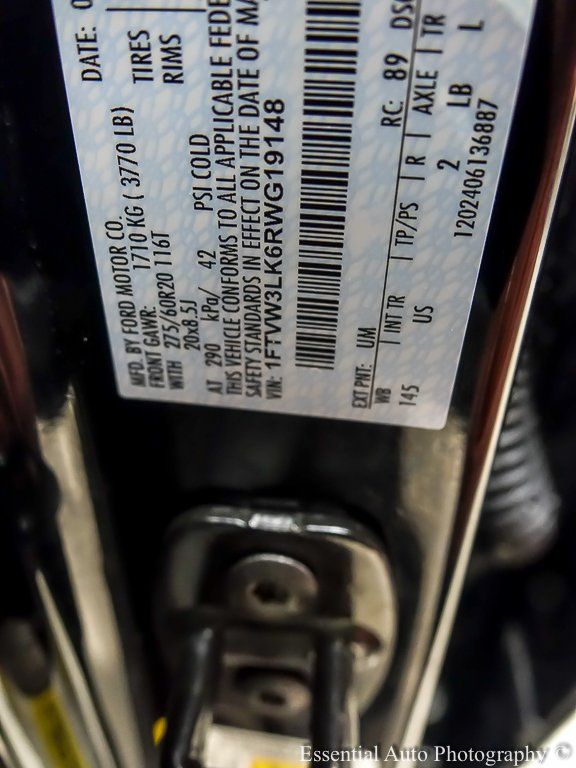 DATE: 0
MFD. BY FORD MOTOR CO.
FRONT GAWR: 1710 KG ( 3770 LB) TIRES
WITH 275/60R20 116T RIMS
20x8.5J
AT 290 kPa/ 42 PSI COLD
THIS VEHICLE CONFORMS TO ALL APPLICABLE FEDE
SAFETY STANDARDS IN EFFECT ON THE DATE OF MA
VIN: 1FTVW3LK6RWG19148
EXT PNT: UM RC: 89 DSO
WB INT TR TP/PS R AXLE TR
145 US 2 LB L
1202406136887
Essential Auto Photography ©